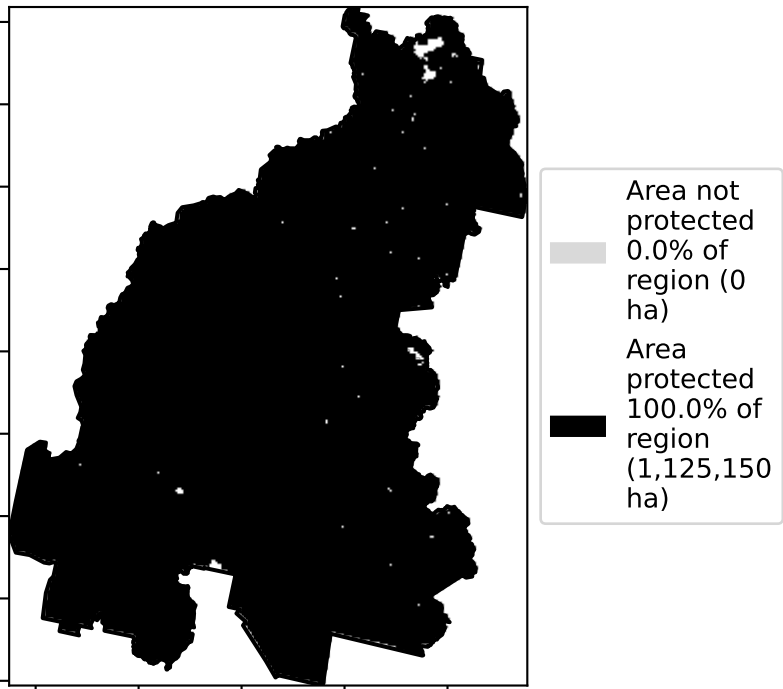 Area not
protected
0.0% of
region (0
ha)
Area
protected
100.0% of
region
(1,125,150
ha)